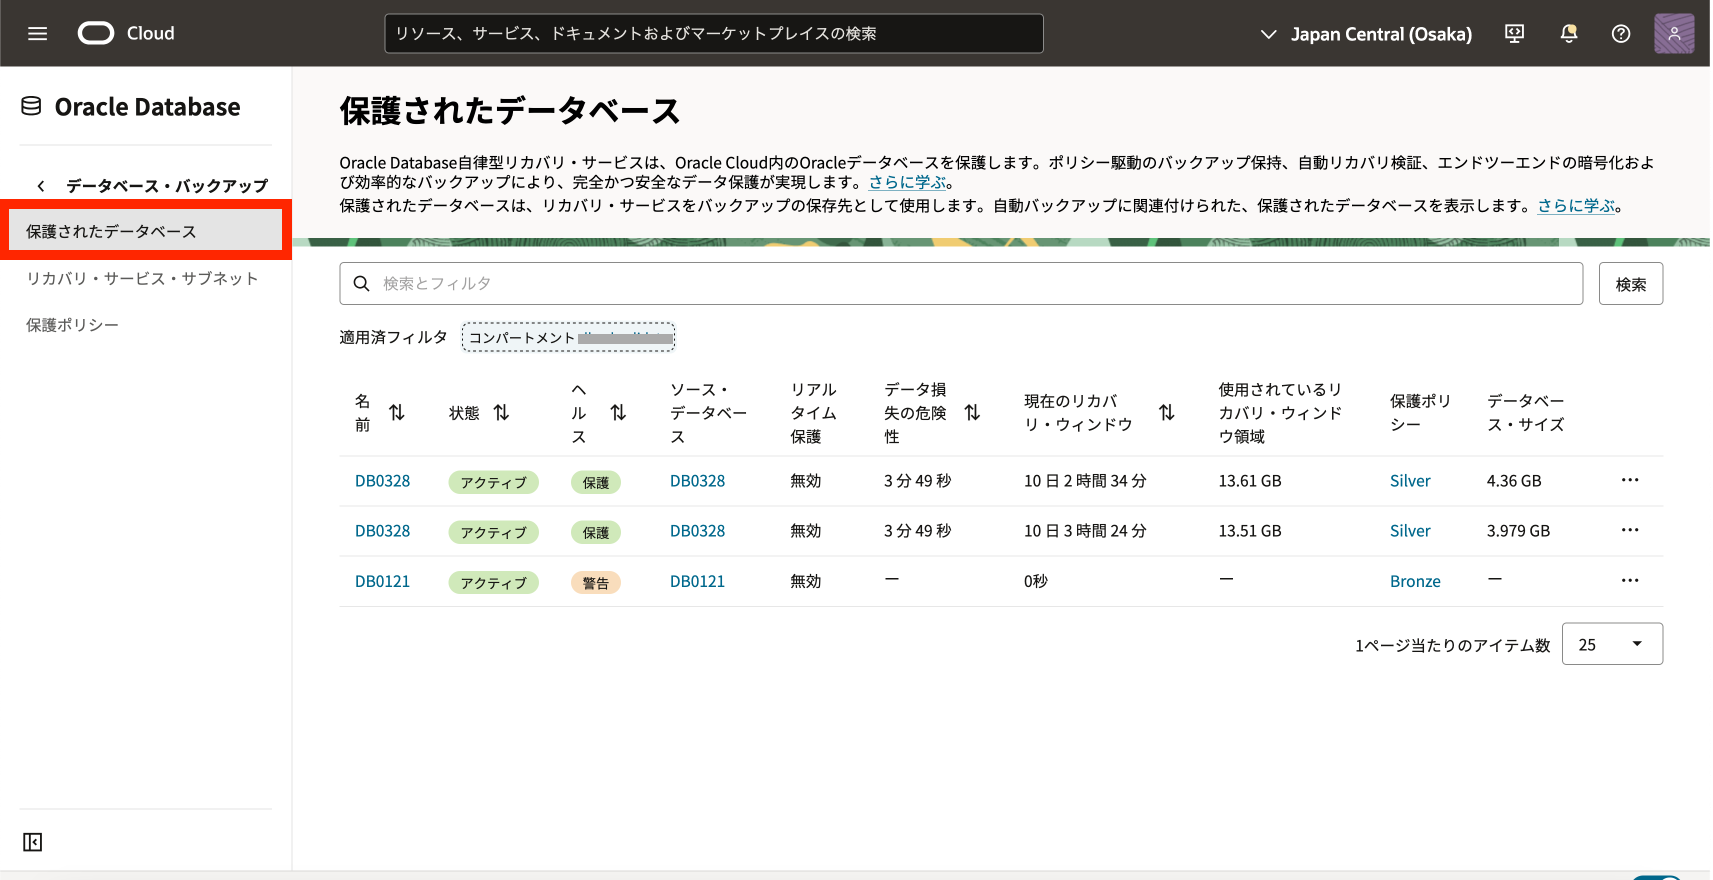 Cloud
リソース、サービス、ドキュメントおよびマーケットプレイスの検索
Japan Central (Osaka)
Oracle Database
データベース・バックアップ
保護されたデータベース
リカバリ・サービス・サブネット
保護ポリシー
保護されたデータベース
Oracle Database自律型リカバリ・サービスは、Oracle Cloud内のOracleデータベースを保護します。ポリシー駆動のバックアップ保持、自動リカバリ検証、エンドツーエンドの暗号化およ
び効率的なバックアップにより、完全かつ安全なデータ保護が実現します。さらに学ぶ。
保護されたデータベースは、リカバリ・サービスをバックアップの保存先として使用します。自動バックアップに関連付けられた、保護されたデータベースを表示します。さらに学ぶ。
検索とフィルタ
検索
適用済フィルタ
コンパートメント
名
前
状態
ヘ
ル
ス
ソース・
データベー
ス
リアル
タイム
保護
データ損
失の危険
性
現在のリカバ
リ・ウィンドウ
使用されているリ
カバリ・ウィンド
ウ領域
保護ポリ
シー
データベー
ス・サイズ
DB0328 アクティブ 保護 DB0328 無効 3 分 49 秒 10 日 2 時間 34 分 13.61 GB Silver 4.36 GB
DB0328 アクティブ 保護 DB0328 無効 3 分 49 秒 10 日 3 時間 24 分 13.51 GB Silver 3.979 GB
DB0121 アクティブ 警告 DB0121 無効 — 0秒 — Bronze —
1ページ当たりのアイテム数 25